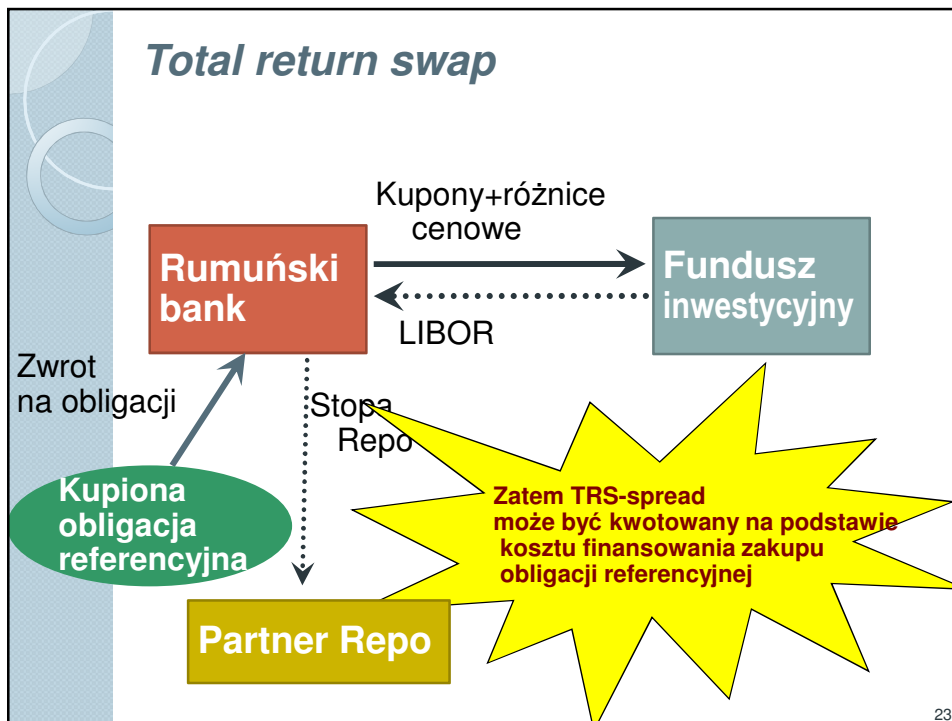 Total return swap
Kupony+różnice
cenowe
Rumuński
bank
Fundusz
inwestycyjny
LIBOR
Zwrot
na obligacji
Stopa
Repo
Kupiona
obligacja
referencyjna
Zatem TRS-spread
może być kwotowany na podstawie
kosztu finansowania zakupu
obligacji referencyjnej
Partner Repo
23